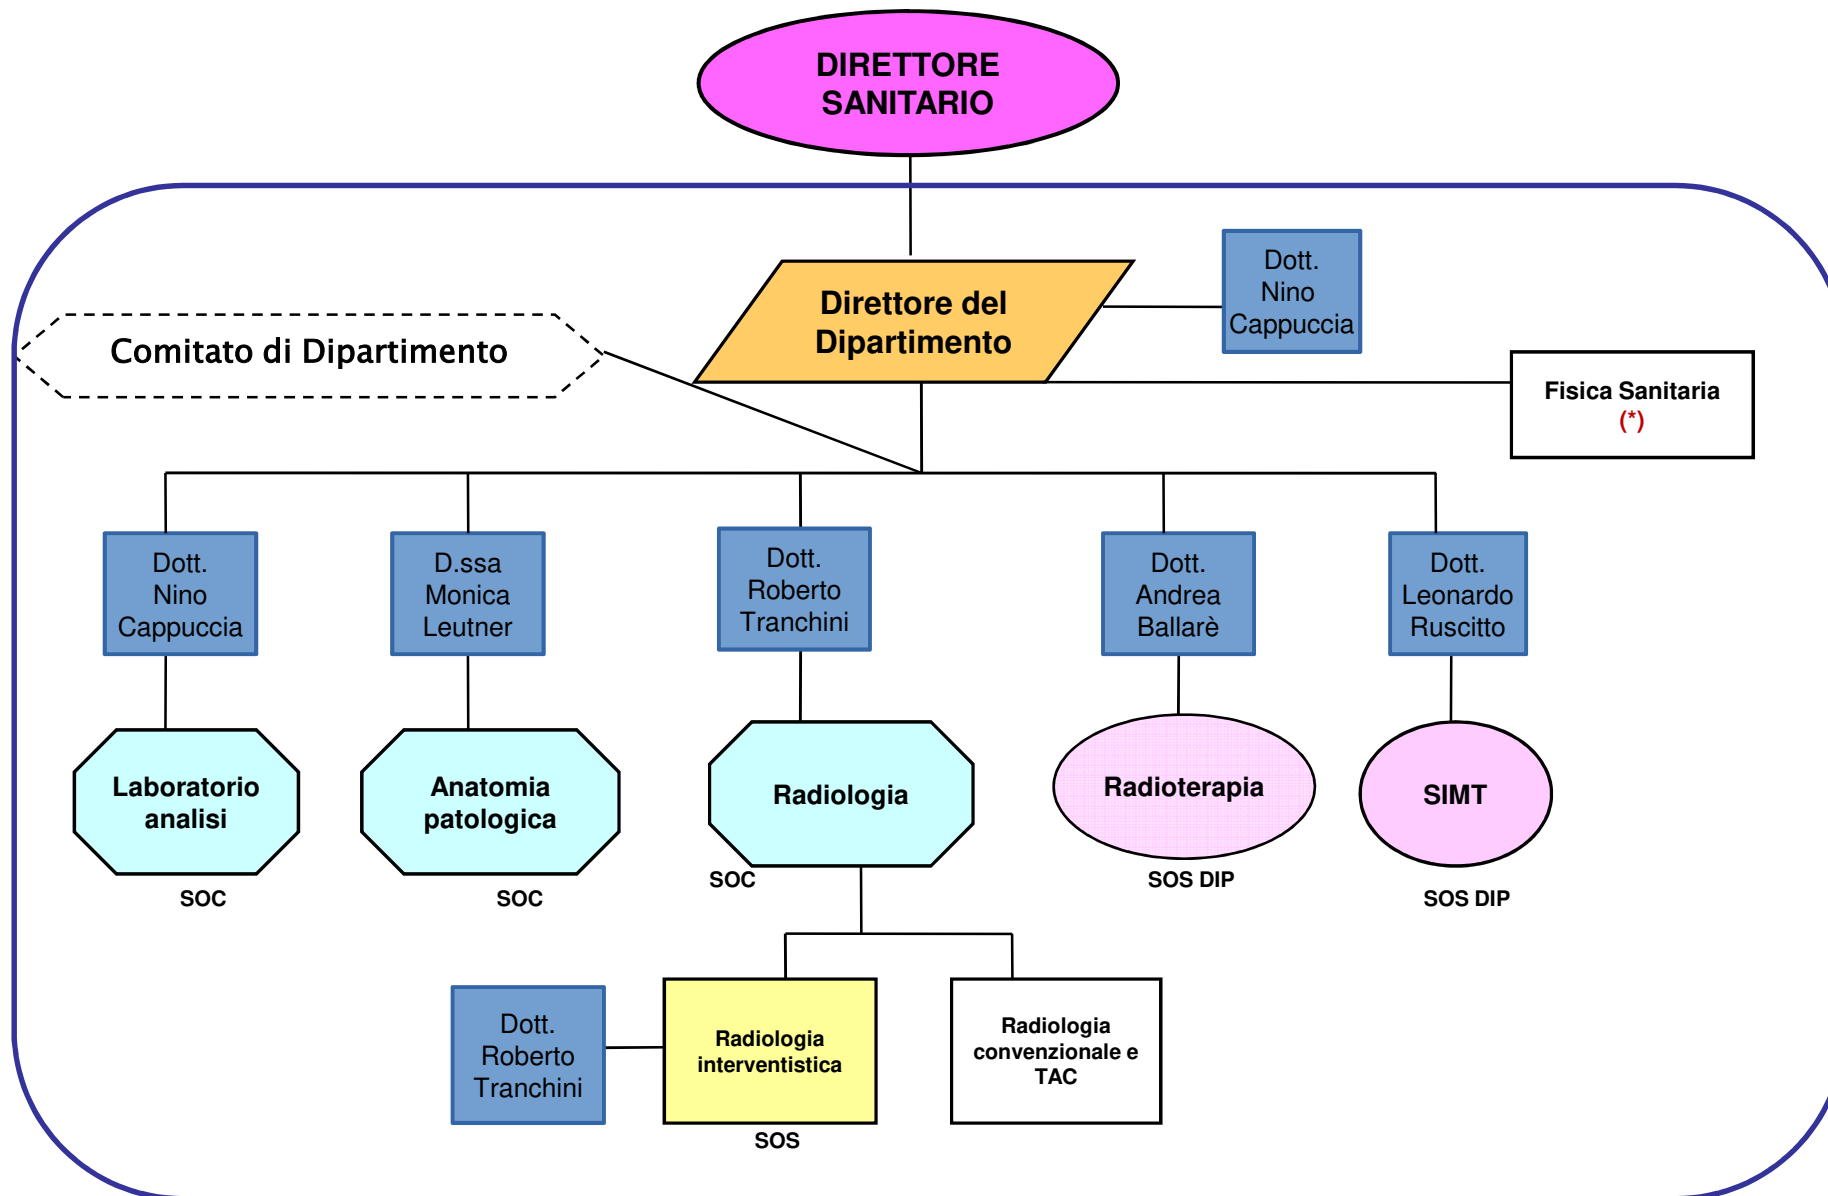 DIRETTORE
SANITARIO
Dott.
Nino
Cappuccia
Direttore del
Dipartimento
Comitato di Dipartimento
Fisica Sanitaria
(*)
Dott.
Nino
Cappuccia
D.ssa
Monica
Leutner
Dott.
Roberto
Tranchini
Dott.
Andrea
Ballarè
Dott.
Leonardo
Ruscitto
Laboratorio
analisi
Anatomia
patologica
Radiologia
Radioterapia
SIMT
SOC
SOC
SOC
SOS DIP
SOS DIP
Dott.
Roberto
Tranchini
Radiologia
interventistica
Radiologia
convenzionale e
TAC
SOS